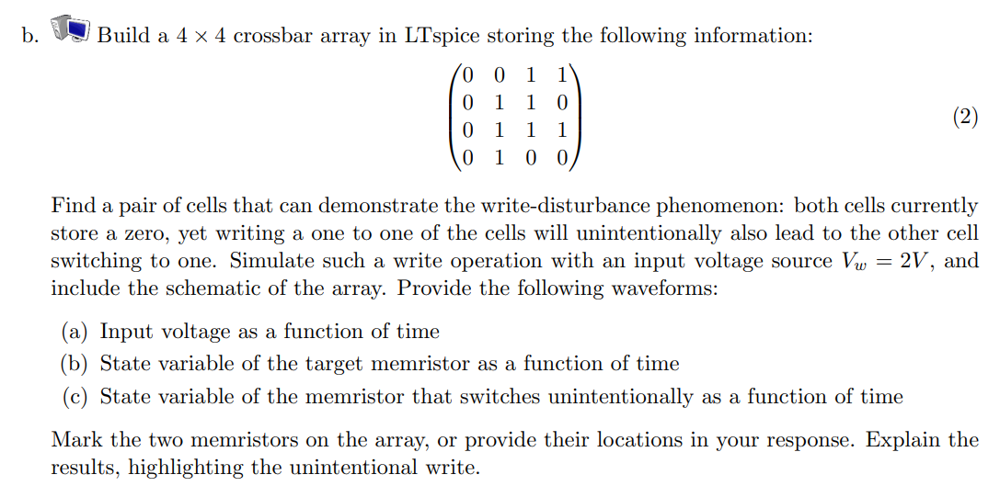 b. Build a 4 × 4 crossbar array in LTspice storing the following information:
0 0 1 1
0 1 1 0
0 1 1 1
0 1 0 0
(2)
Find a pair of cells that can demonstrate the write-disturbance phenomenon: both cells currently
store a zero, yet writing a one to one of the cells will unintentionally also lead to the other cell
switching to one. Simulate such a write operation with an input voltage source V_w = 2V, and
include the schematic of the array. Provide the following waveforms:
(a) Input voltage as a function of time
(b) State variable of the target memristor as a function of time
(c) State variable of the memristor that switches unintentionally as a function of time
Mark the two memristors on the array, or provide their locations in your response. Explain the
results, highlighting the unintentional write.